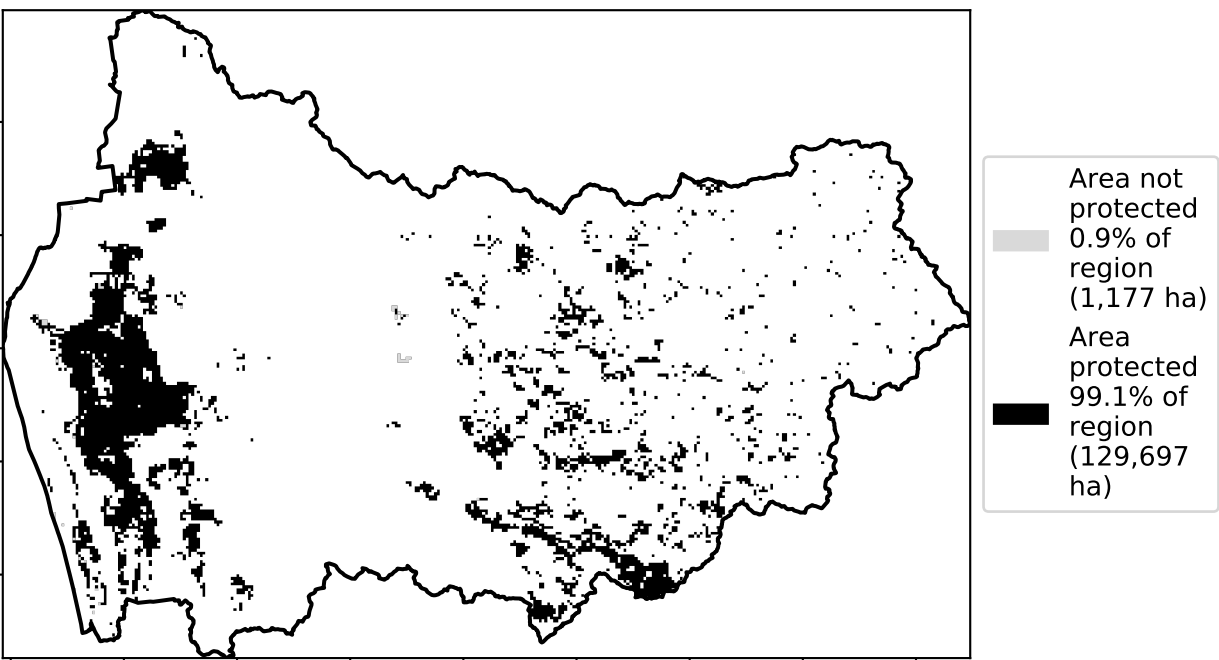 Area not
protected
0.9% of
region
(1,177 ha)
Area
protected
99.1% of
region
(129,697
ha)